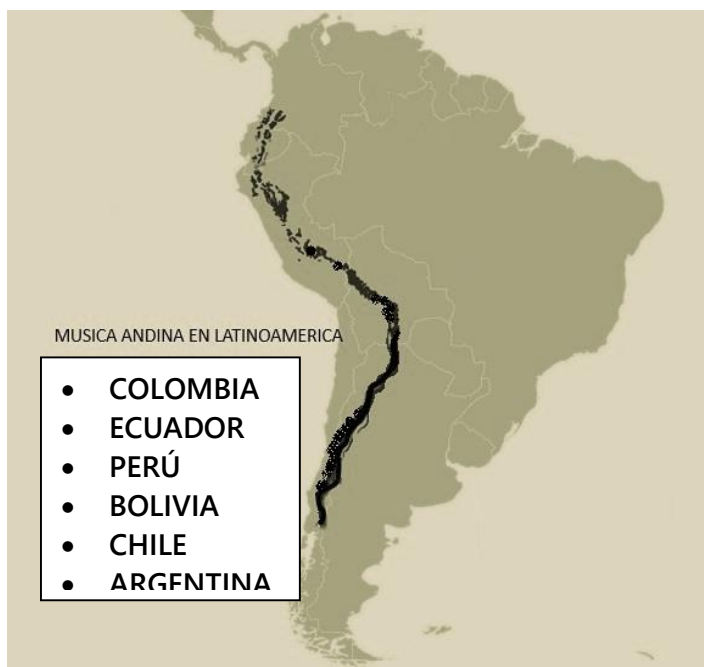 MUSICA ANDINA EN LATINOAMERICA
• COLOMBIA
• ECUADOR
• PERÚ
• BOLIVIA
• CHILE
• ARGENTINA